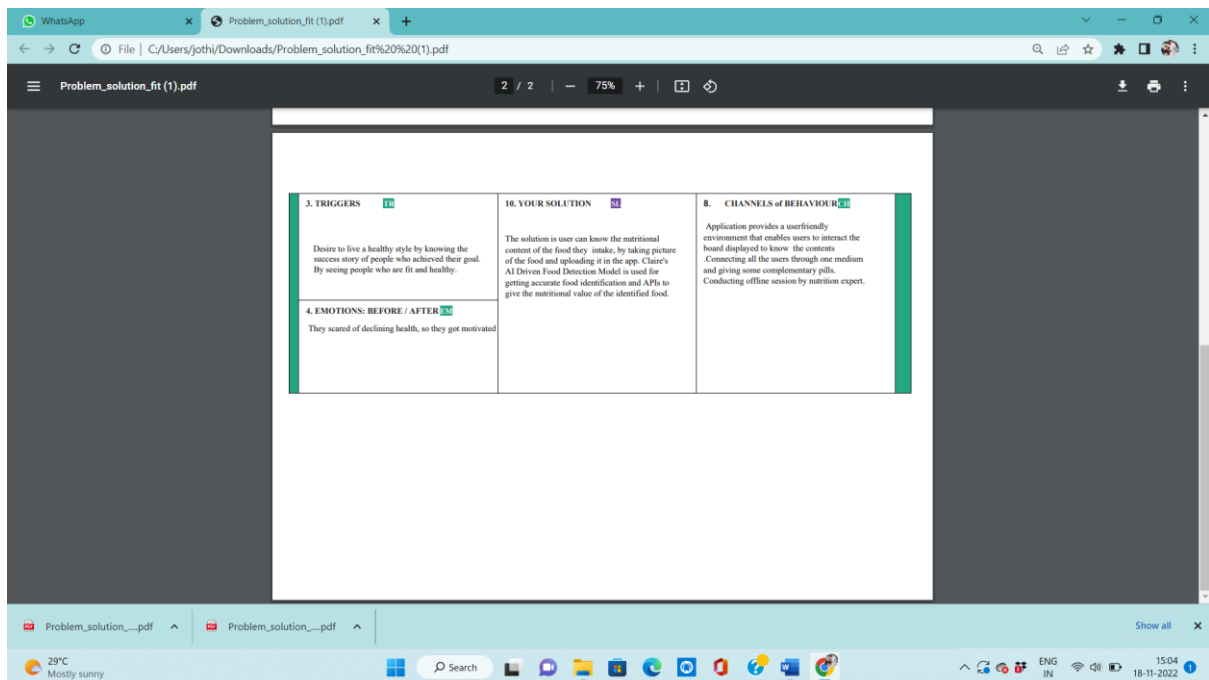 WhatsApp
Problem_solution_fit (1).pdf
File | C:/Users/jothi/Downloads/Problem_solution_fit%20%20(1).pdf
Problem_solution_fit (1).pdf
2 / 2
75%
3. TRIGGERS TR
Desire to live a healthy style by knowing the
success story of people who achieved their goal.
By seeing people who are fit and healthy.
4. EMOTIONS: BEFORE / AFTER EM
They scared of declining health, so they got motivated
10. YOUR SOLUTION SL
The solution is user can know the nutritional
content of the food they intake, by taking picture
of the food and uploading it in the app. Claire's
AI Driven Food Detection Model is used for
getting accurate food identification and APIs to
give the nutritional value of the identified food.
8. CHANNELS of BEHAVIOUR CH
Application provides a userfriendly
environment that enables users to interact the
board displayed to know the contents
.Connecting all the users through one medium
and giving some complementary pills.
Conducting offline session by nutrition expert.
Problem_solution_....pdf
Problem_solution_....pdf
Show all
29°C
Mostly sunny
Search
ENG
IN
15:04
18-11-2022
1